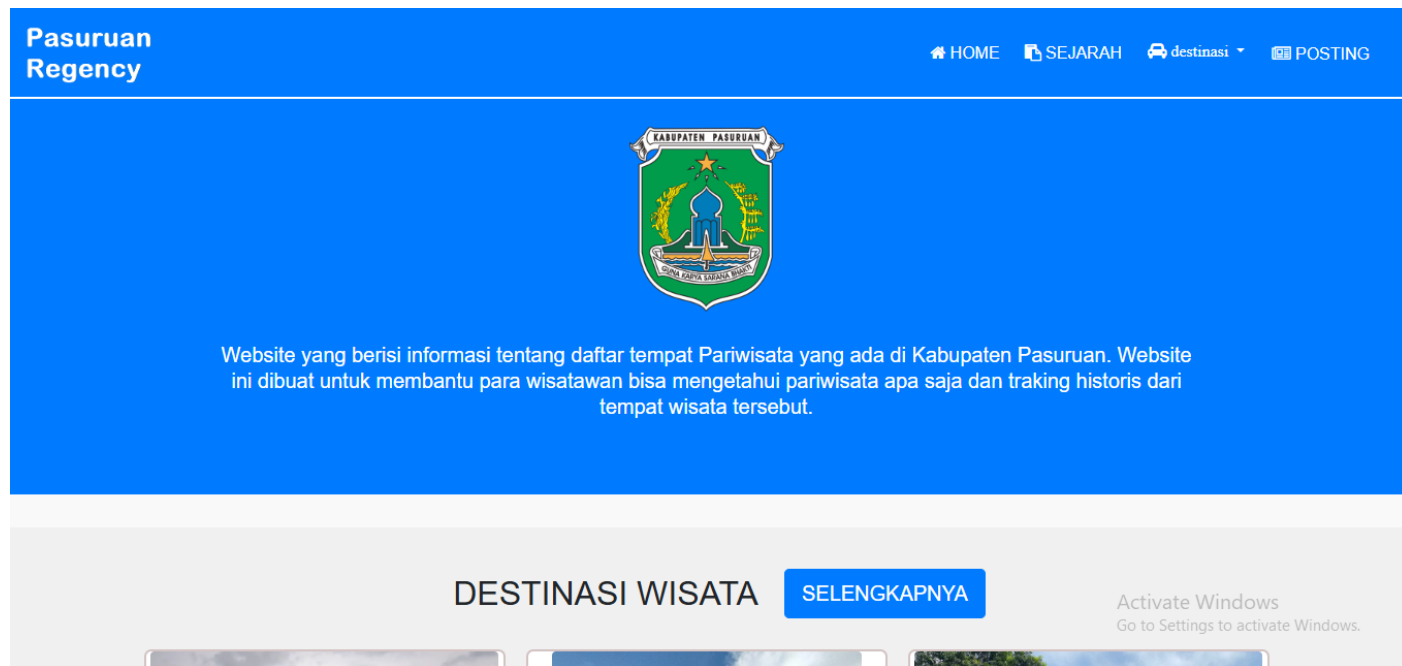 Pasuruan
Regency
HOME SEJARAH destinasi POSTING
KABUPATEN PASURUAN
GUNA KARYA SARANA BHAKTI
Website yang berisi informasi tentang daftar tempat Pariwisata yang ada di Kabupaten Pasuruan. Website
ini dibuat untuk membantu para wisatawan bisa mengetahui pariwisata apa saja dan traking historis dari
tempat wisata tersebut.
DESTINASI WISATA SELENGKAPNYA
Activate Windows
Go to Settings to activate Windows.